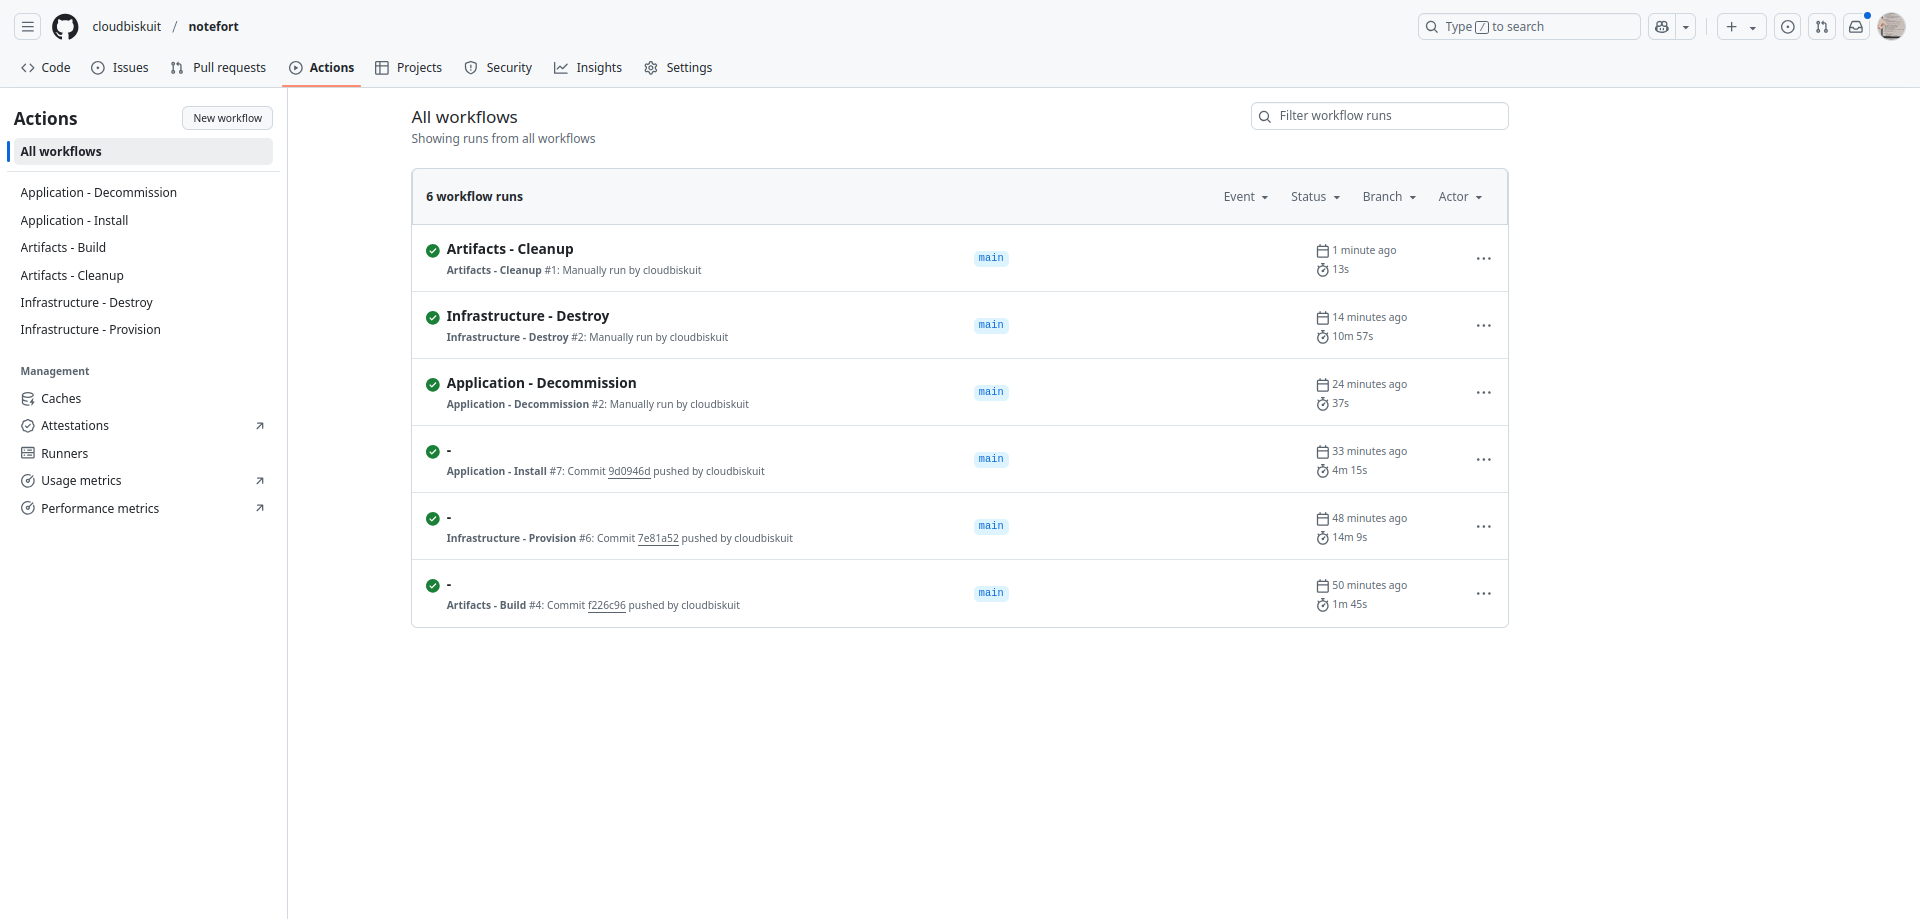 cloudbiskuit / notefort
Type / to search
Code Issues Pull requests Actions Projects Security Insights Settings
Actions
New workflow
All workflows
Application - Decommission
Application - Install
Artifacts - Build
Artifacts - Cleanup
Infrastructure - Destroy
Infrastructure - Provision
Management
Caches
Attestations
Runners
Usage metrics
Performance metrics
All workflows
Showing runs from all workflows
Filter workflow runs
6 workflow runs
Event Status Branch Actor
Artifacts - Cleanup
Artifacts - Cleanup #1: Manually run by cloudbiskuit
main
1 minute ago
13s
Infrastructure - Destroy
Infrastructure - Destroy #2: Manually run by cloudbiskuit
main
14 minutes ago
10m 57s
Application - Decommission
Application - Decommission #2: Manually run by cloudbiskuit
main
24 minutes ago
37s
-
Application - Install #7: Commit 9d0946d pushed by cloudbiskuit
main
33 minutes ago
4m 15s
-
Infrastructure - Provision #6: Commit 7e81a52 pushed by cloudbiskuit
main
48 minutes ago
14m 9s
-
Artifacts - Build #4: Commit f226c96 pushed by cloudbiskuit
main
50 minutes ago
1m 45s